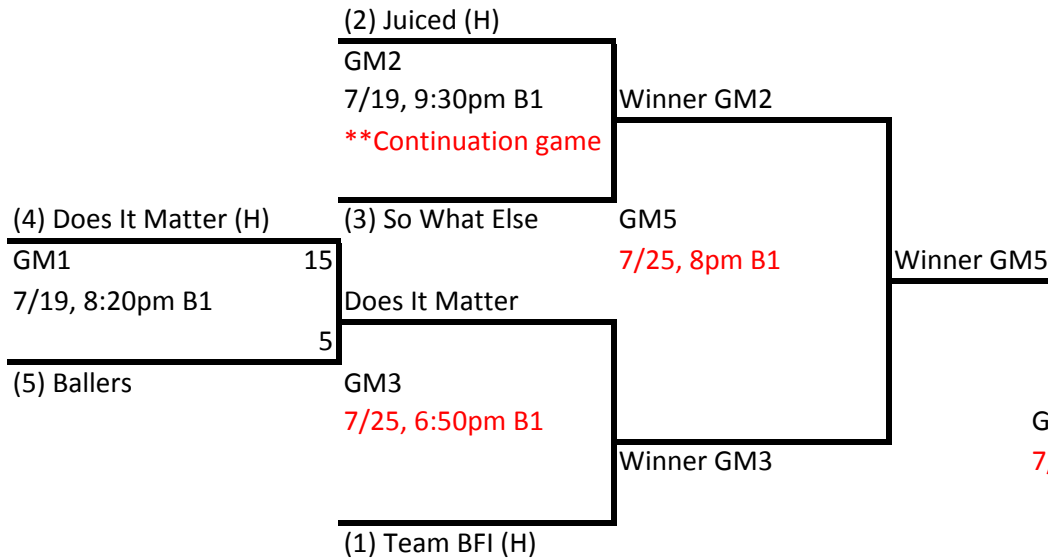 (2) Juiced (H)
GM2
7/19, 9:30pm B1
**Continuation game
Winner GM2
(3) So What Else
GM5
7/25, 8pm B1
Winner GM5
(4) Does It Matter (H)
GM1 15
7/19, 8:20pm B1
5
(5) Ballers
Does It Matter
GM3
7/25, 6:50pm B1
Winner GM3
(1) Team BFI (H)
G
7/